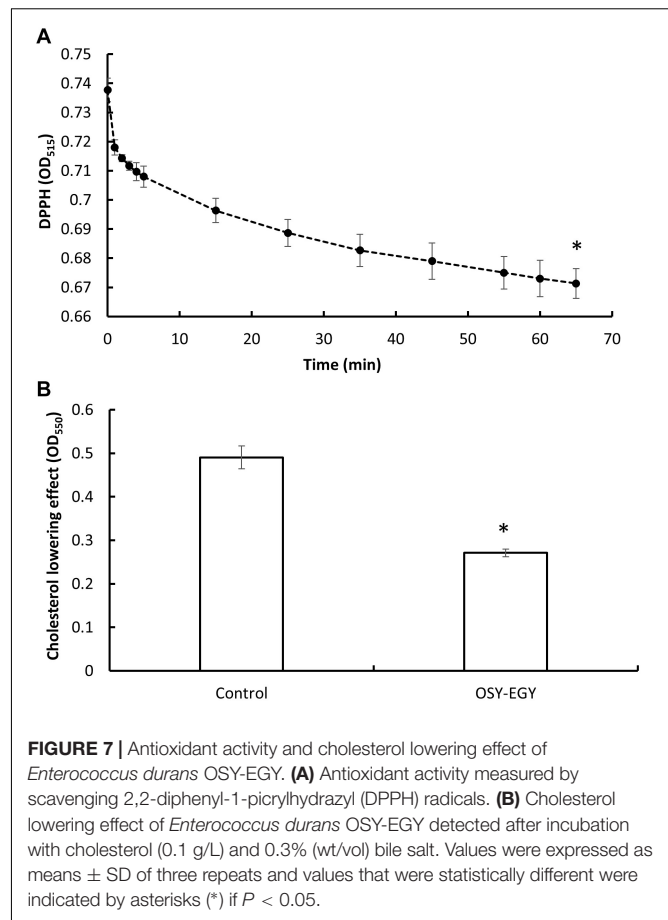 A
0.75
0.74
0.73
0.72
0.71
0.7
0.69
0.68
0.67
0.66
DPPH (OD515)
*
0 10 20 30 40 50 60 70
Time (min)
B
0.6
0.5
0.4
0.3
0.2
0.1
0
Cholesterol lowering effect (OD550)
*
Control OSY-EGY
FIGURE 7 | Antioxidant activity and cholesterol lowering effect of
Enterococcus durans OSY-EGY. (A) Antioxidant activity measured by
scavenging 2,2-diphenyl-1-picrylhydrazyl (DPPH) radicals. (B) Cholesterol
lowering effect of Enterococcus durans OSY-EGY detected after incubation
with cholesterol (0.1 g/L) and 0.3% (wt/vol) bile salt. Values were expressed as
means ± SD of three repeats and values that were statistically different were
indicated by asterisks (*) if P < 0.05.